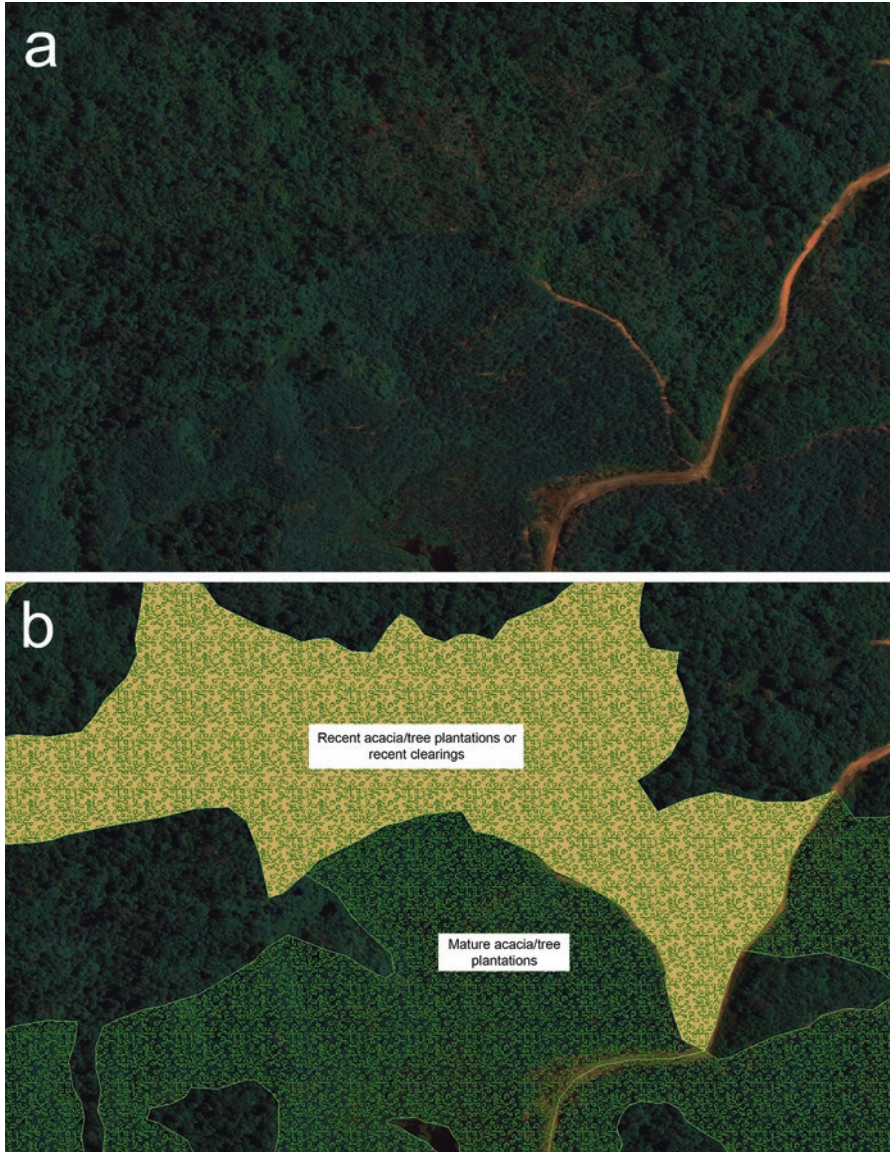 a
b
Recent acacia/tree plantations or
recent clearings
Mature acacia/tree
plantations